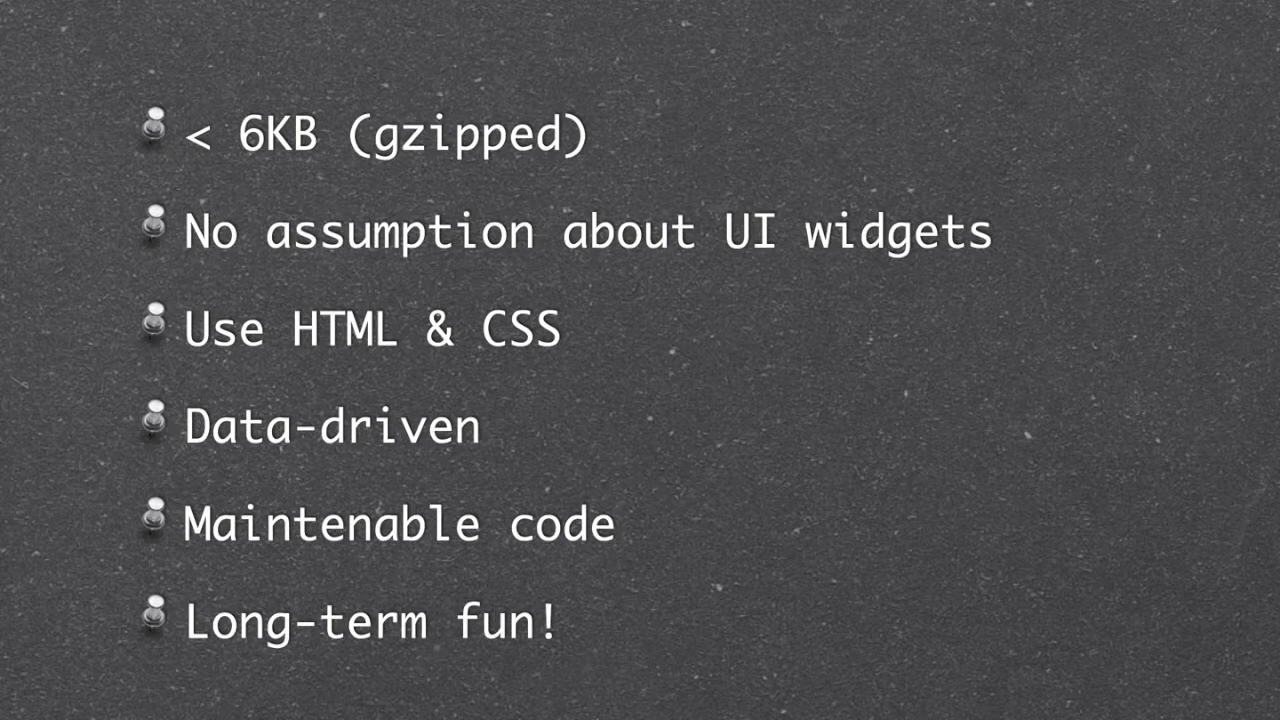 < 6KB (gzipped)
No assumption about UI widgets
Use HTML & CSS
Data-driven
Maintenable code
Long-term fun!